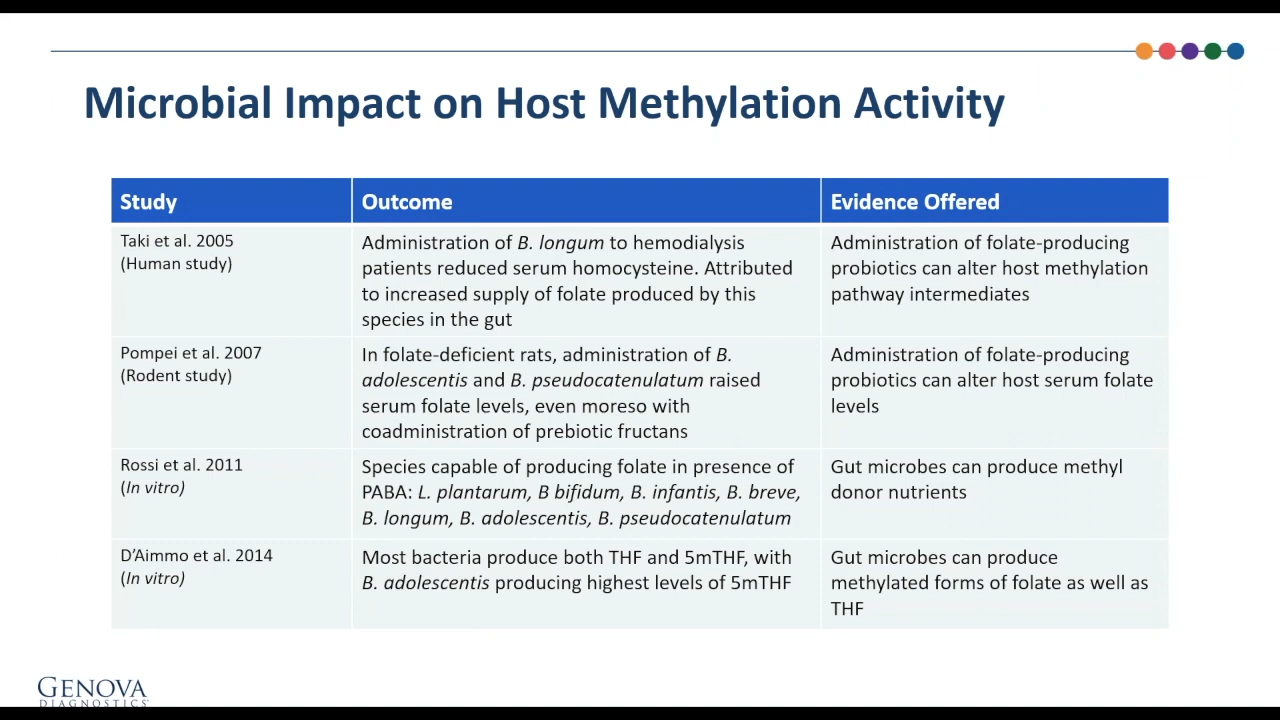 Microbial Impact on Host Methylation Activity
Study
Outcome
Evidence Offered
Taki et al. 2005
(Human study)
Administration of B. longum to hemodialysis
patients reduced serum homocysteine. Attributed
to increased supply of folate produced by this
species in the gut
Administration of folate-producing
probiotics can alter host methylation
pathway intermediates
Pompei et al. 2007
(Rodent study)
In folate-deficient rats, administration of B.
adolescentis and B. pseudocatenulatum raised
serum folate levels, even moreso with
coadministration of prebiotic fructans
Administration of folate-producing
probiotics can alter host serum folate
levels
Rossi et al. 2011
(In vitro)
Species capable of producing folate in presence of
PABA: L. plantarum, B bifidum, B. infantis, B. breve,
B. longum, B. adolescentis, B. pseudocatenulatum
Gut microbes can produce methyl
donor nutrients
D’Aimmo et al. 2014
(In vitro)
Most bacteria produce both THF and 5mTHF, with
B. adolescentis producing highest levels of 5mTHF
Gut microbes can produce
methylated forms of folate as well as
THF
GENOVA
DIAGNOSTICS